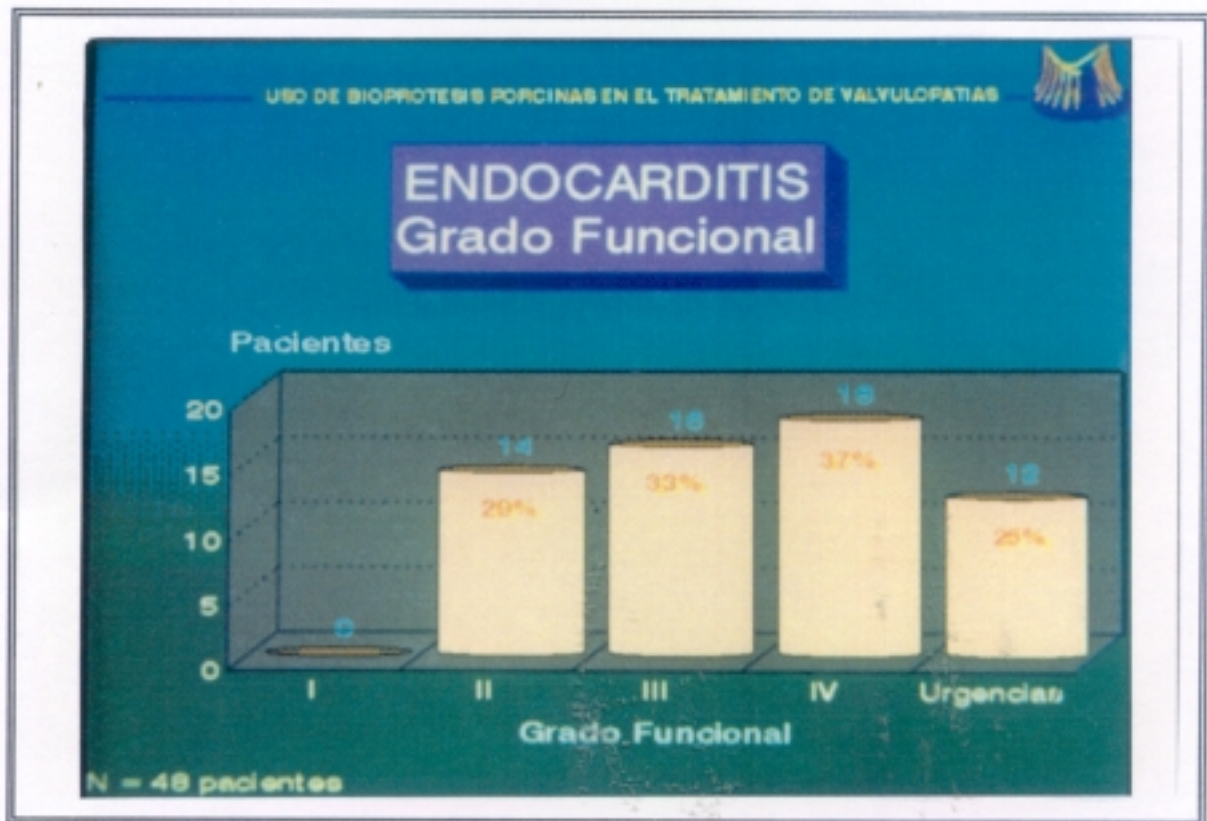 USO DE BIOPROTESIS PORCINAS EN EL TRATAMIENTO DE VALVULOPATIAS
ENDOCARDITIS
Grado Funcional
Pacientes
20
15
10
5
0
0
14
16
18
12
29%
33%
37%
25%
I II III IV Urgencias
Grado Funcional
N = 48 pacientes